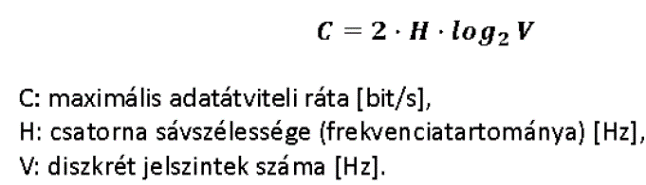 C = 2 · H · log₂ V
C: maximális adatátviteli ráta [bit/s],
H: csatorna sávszélessége (frekvenciatartománya) [Hz],
V: diszkrét jelszintek száma [Hz].